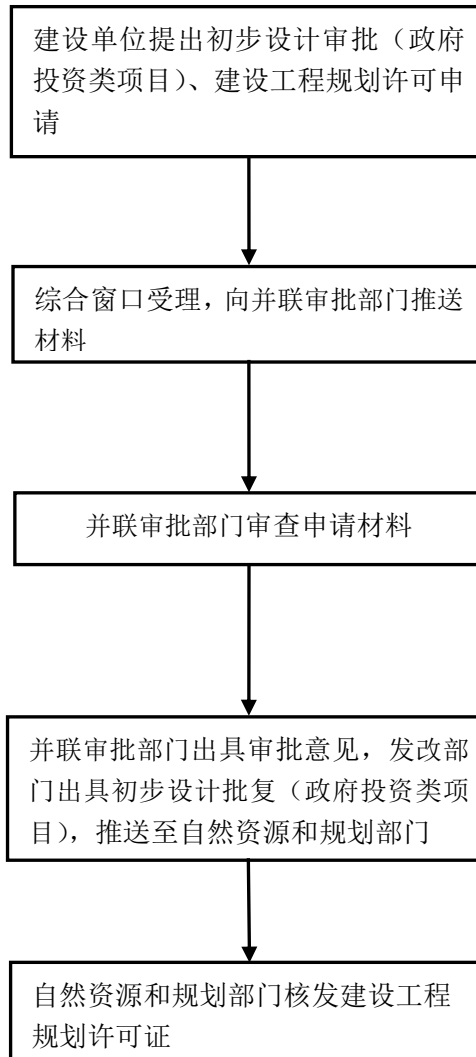 建设单位提出初步设计审批（政府
投资类项目）、建设工程规划许可申
请
综合窗口受理，向并联审批部门推送
材料
并联审批部门审查申请材料
并联审批部门出具审批意见，发改部
门出具初步设计批复（政府投资类项
目），推送至自然资源和规划部门
自然资源和规划部门核发建设工程
规划许可证